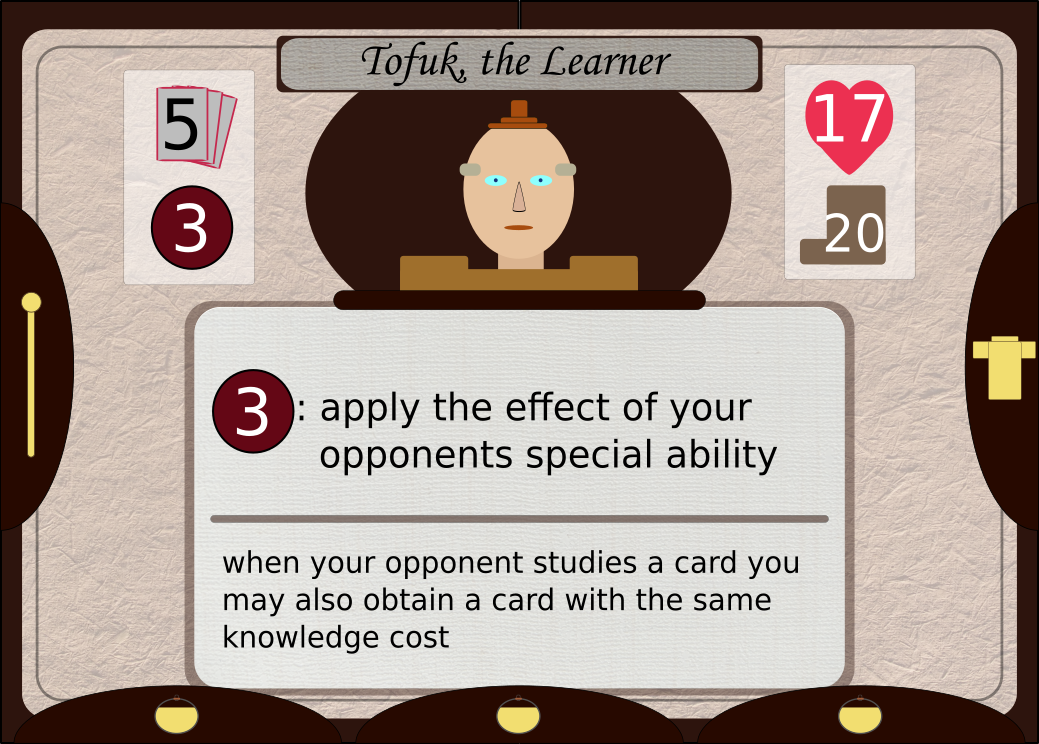 Tofuk, the Learner
5
17
3
20
3 : apply the effect of your
opponents special ability
when your opponent studies a card you
may also obtain a card with the same
knowledge cost